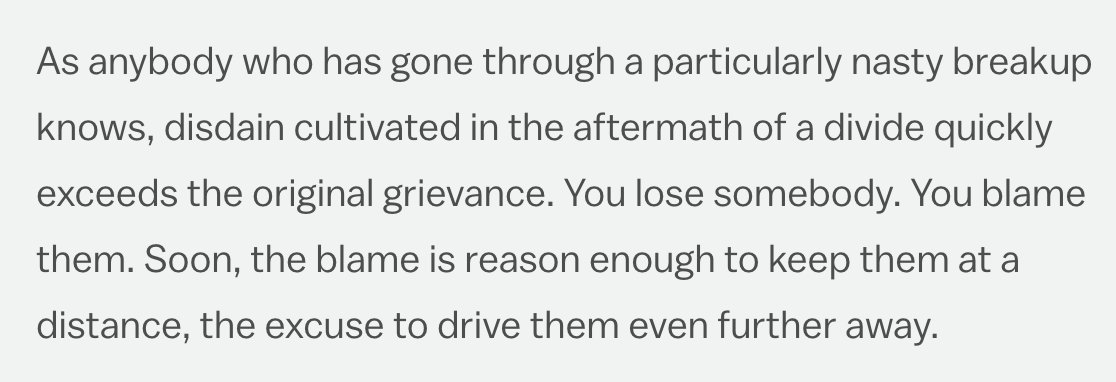 As anybody who has gone through a particularly nasty breakup
knows, disdain cultivated in the aftermath of a divide quickly
exceeds the original grievance. You lose somebody. You blame
them. Soon, the blame is reason enough to keep them at a
distance, the excuse to drive them even further away.